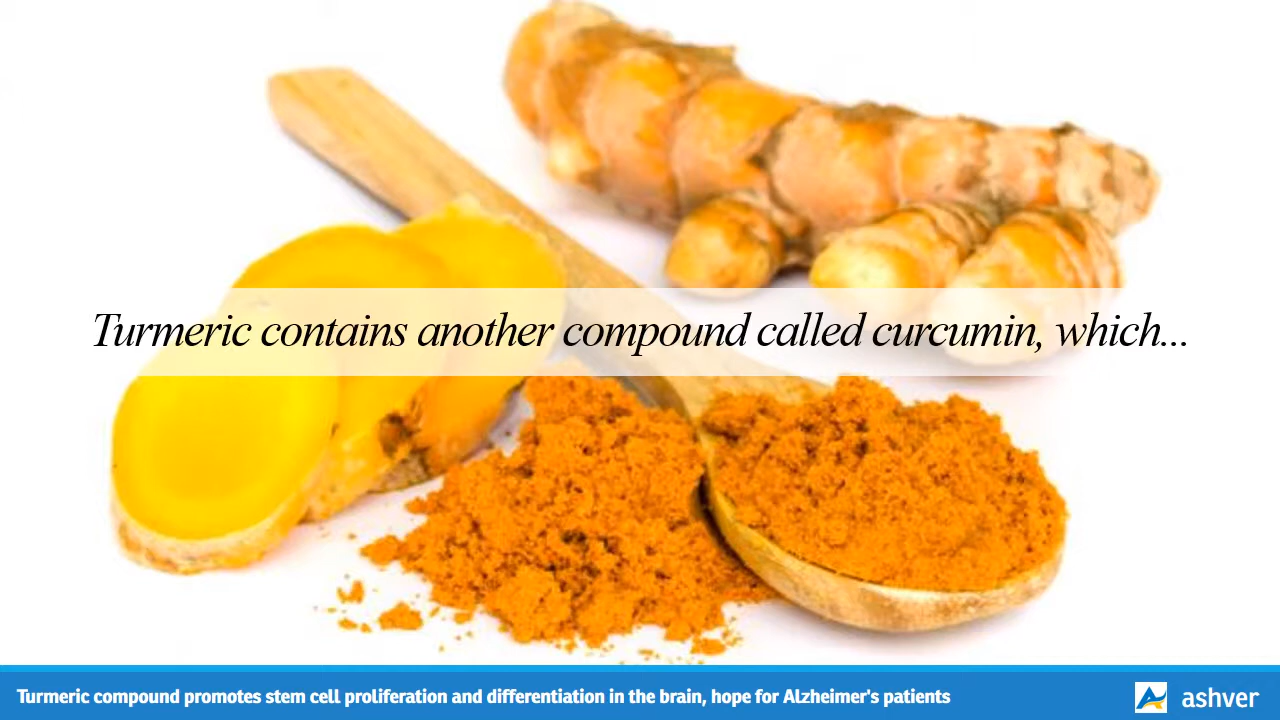 Turmeric contains another compound called curcumin, which...
Turmeric compound promotes stem cell proliferation and differentiation in the brain, hope for Alzheimer's patients
ashver